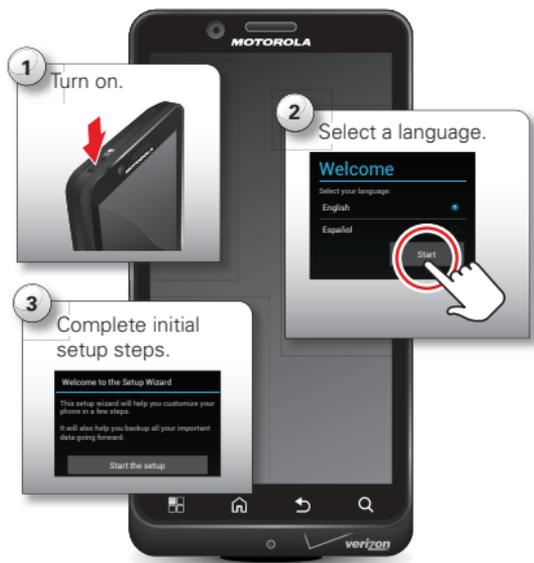 MOTOROLA
1
Turn on.
MOTOROLA
2
Select a language.
Welcome
Select your language:
English
Español
Start
3
Complete initial
setup steps.
Welcome to the Setup Wizard
This setup wizard will help you customize your
phone in a few steps.
It will also help you backup all your important
data going forward.
Start the setup
verizon